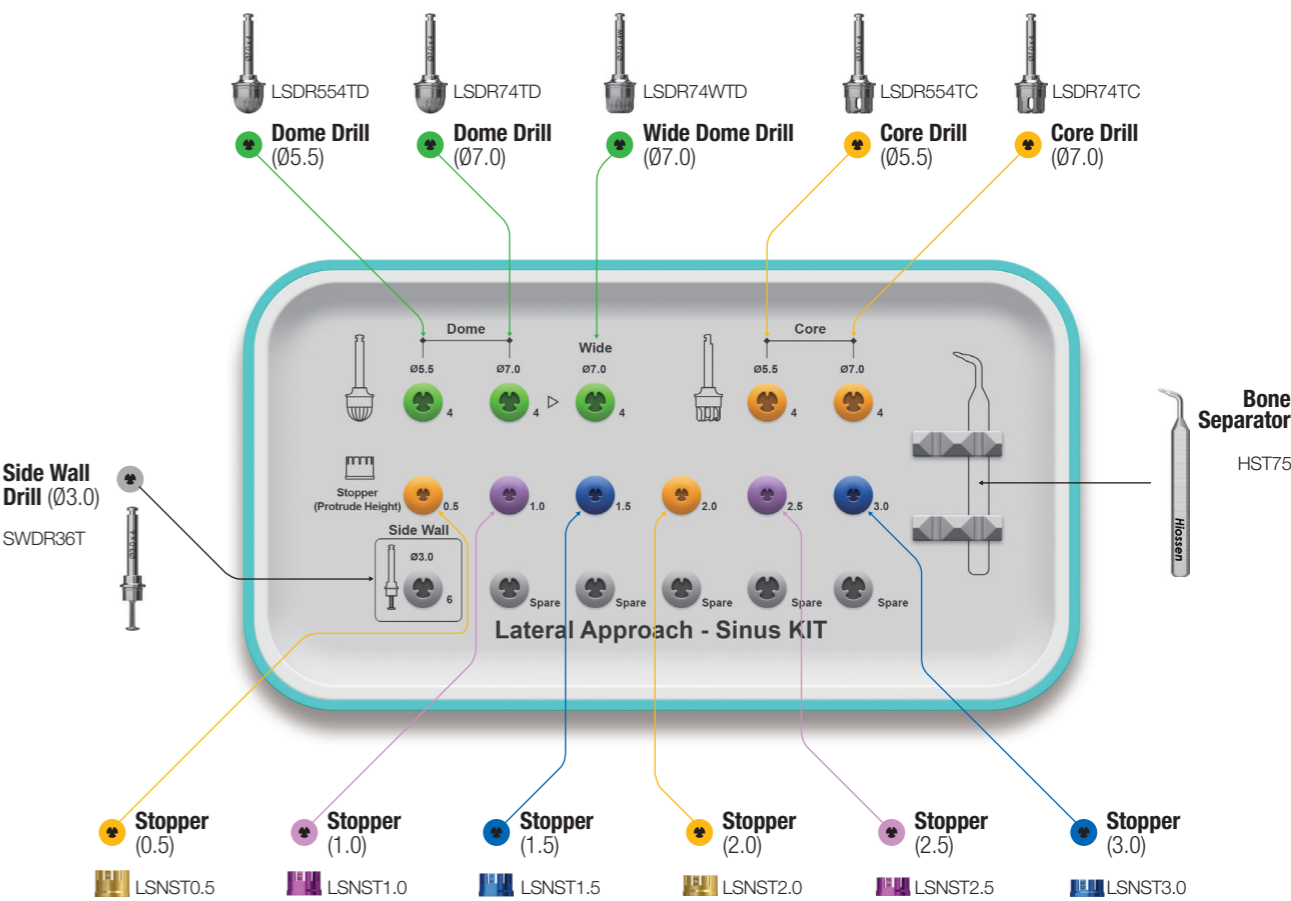 LSDR554TD
LSDR74TD
LSDR74WTD
LSDR554TC
LSDR74TC
Dome Drill
(Ø5.5)
Dome Drill
(Ø7.0)
Wide Dome Drill
(Ø7.0)
Core Drill
(Ø5.5)
Core Drill
(Ø7.0)
Dome
Core
Wide
Ø5.5
Ø7.0
Ø7.0
Ø5.5
Ø7.0
4
4
4
4
4
Bone
Separator
HST75
Hiossen
Side Wall
Drill (Ø3.0)
SWDR36T
Stopper
(Protrude Height)
0.5
1.0
1.5
2.0
2.5
3.0
Side Wall
Ø3.0
6
Spare
Spare
Spare
Spare
Spare
Lateral Approach - Sinus KIT
Stopper
(0.5)
Stopper
(1.0)
Stopper
(1.5)
Stopper
(2.0)
Stopper
(2.5)
Stopper
(3.0)
LSNST0.5
LSNST1.0
LSNST1.5
LSNST2.0
LSNST2.5
LSNST3.0